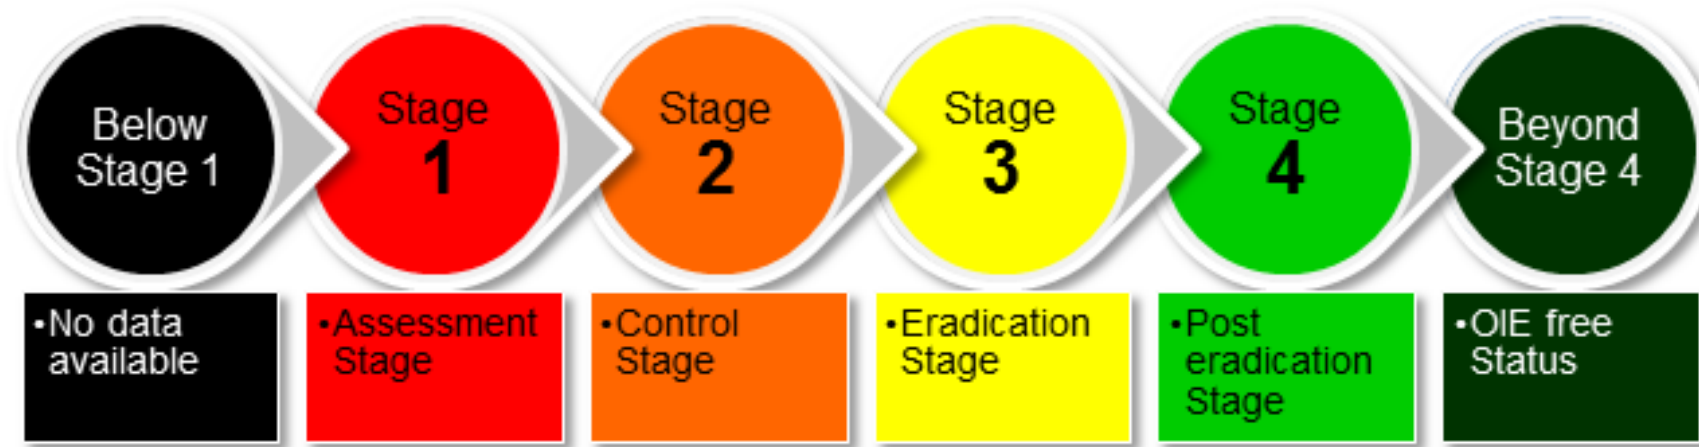 Below
Stage 1
Stage
1
Stage
2
Stage
3
Stage
4
Beyond
Stage 4
•No data
available
•Assessment
Stage
•Control
Stage
•Eradication
Stage
•Post
eradication
Stage
•OIE free
Status